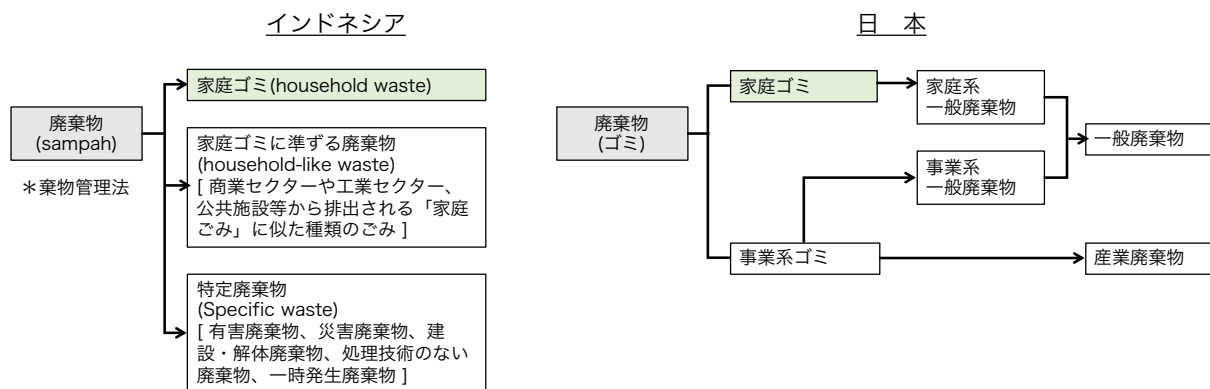 インドネシア
廃棄物
(sampah)
＊棄物管理法
家庭ゴミ(household waste)
家庭ゴミに準ずる廃棄物
(household-like waste)
[ 商業セクターや工業セクター、
公共施設等から排出される「家庭
ごみ」に似た種類のごみ ]
特定廃棄物
(Specific waste)
[ 有害廃棄物、災害廃棄物、建
設・解体廃棄物、処理技術のない
廃棄物、一時発生廃棄物 ]
日　本
廃棄物
(ゴミ)
家庭ゴミ
家庭系
一般廃棄物
事業系
一般廃棄物
一般廃棄物
事業系ゴミ
産業廃棄物